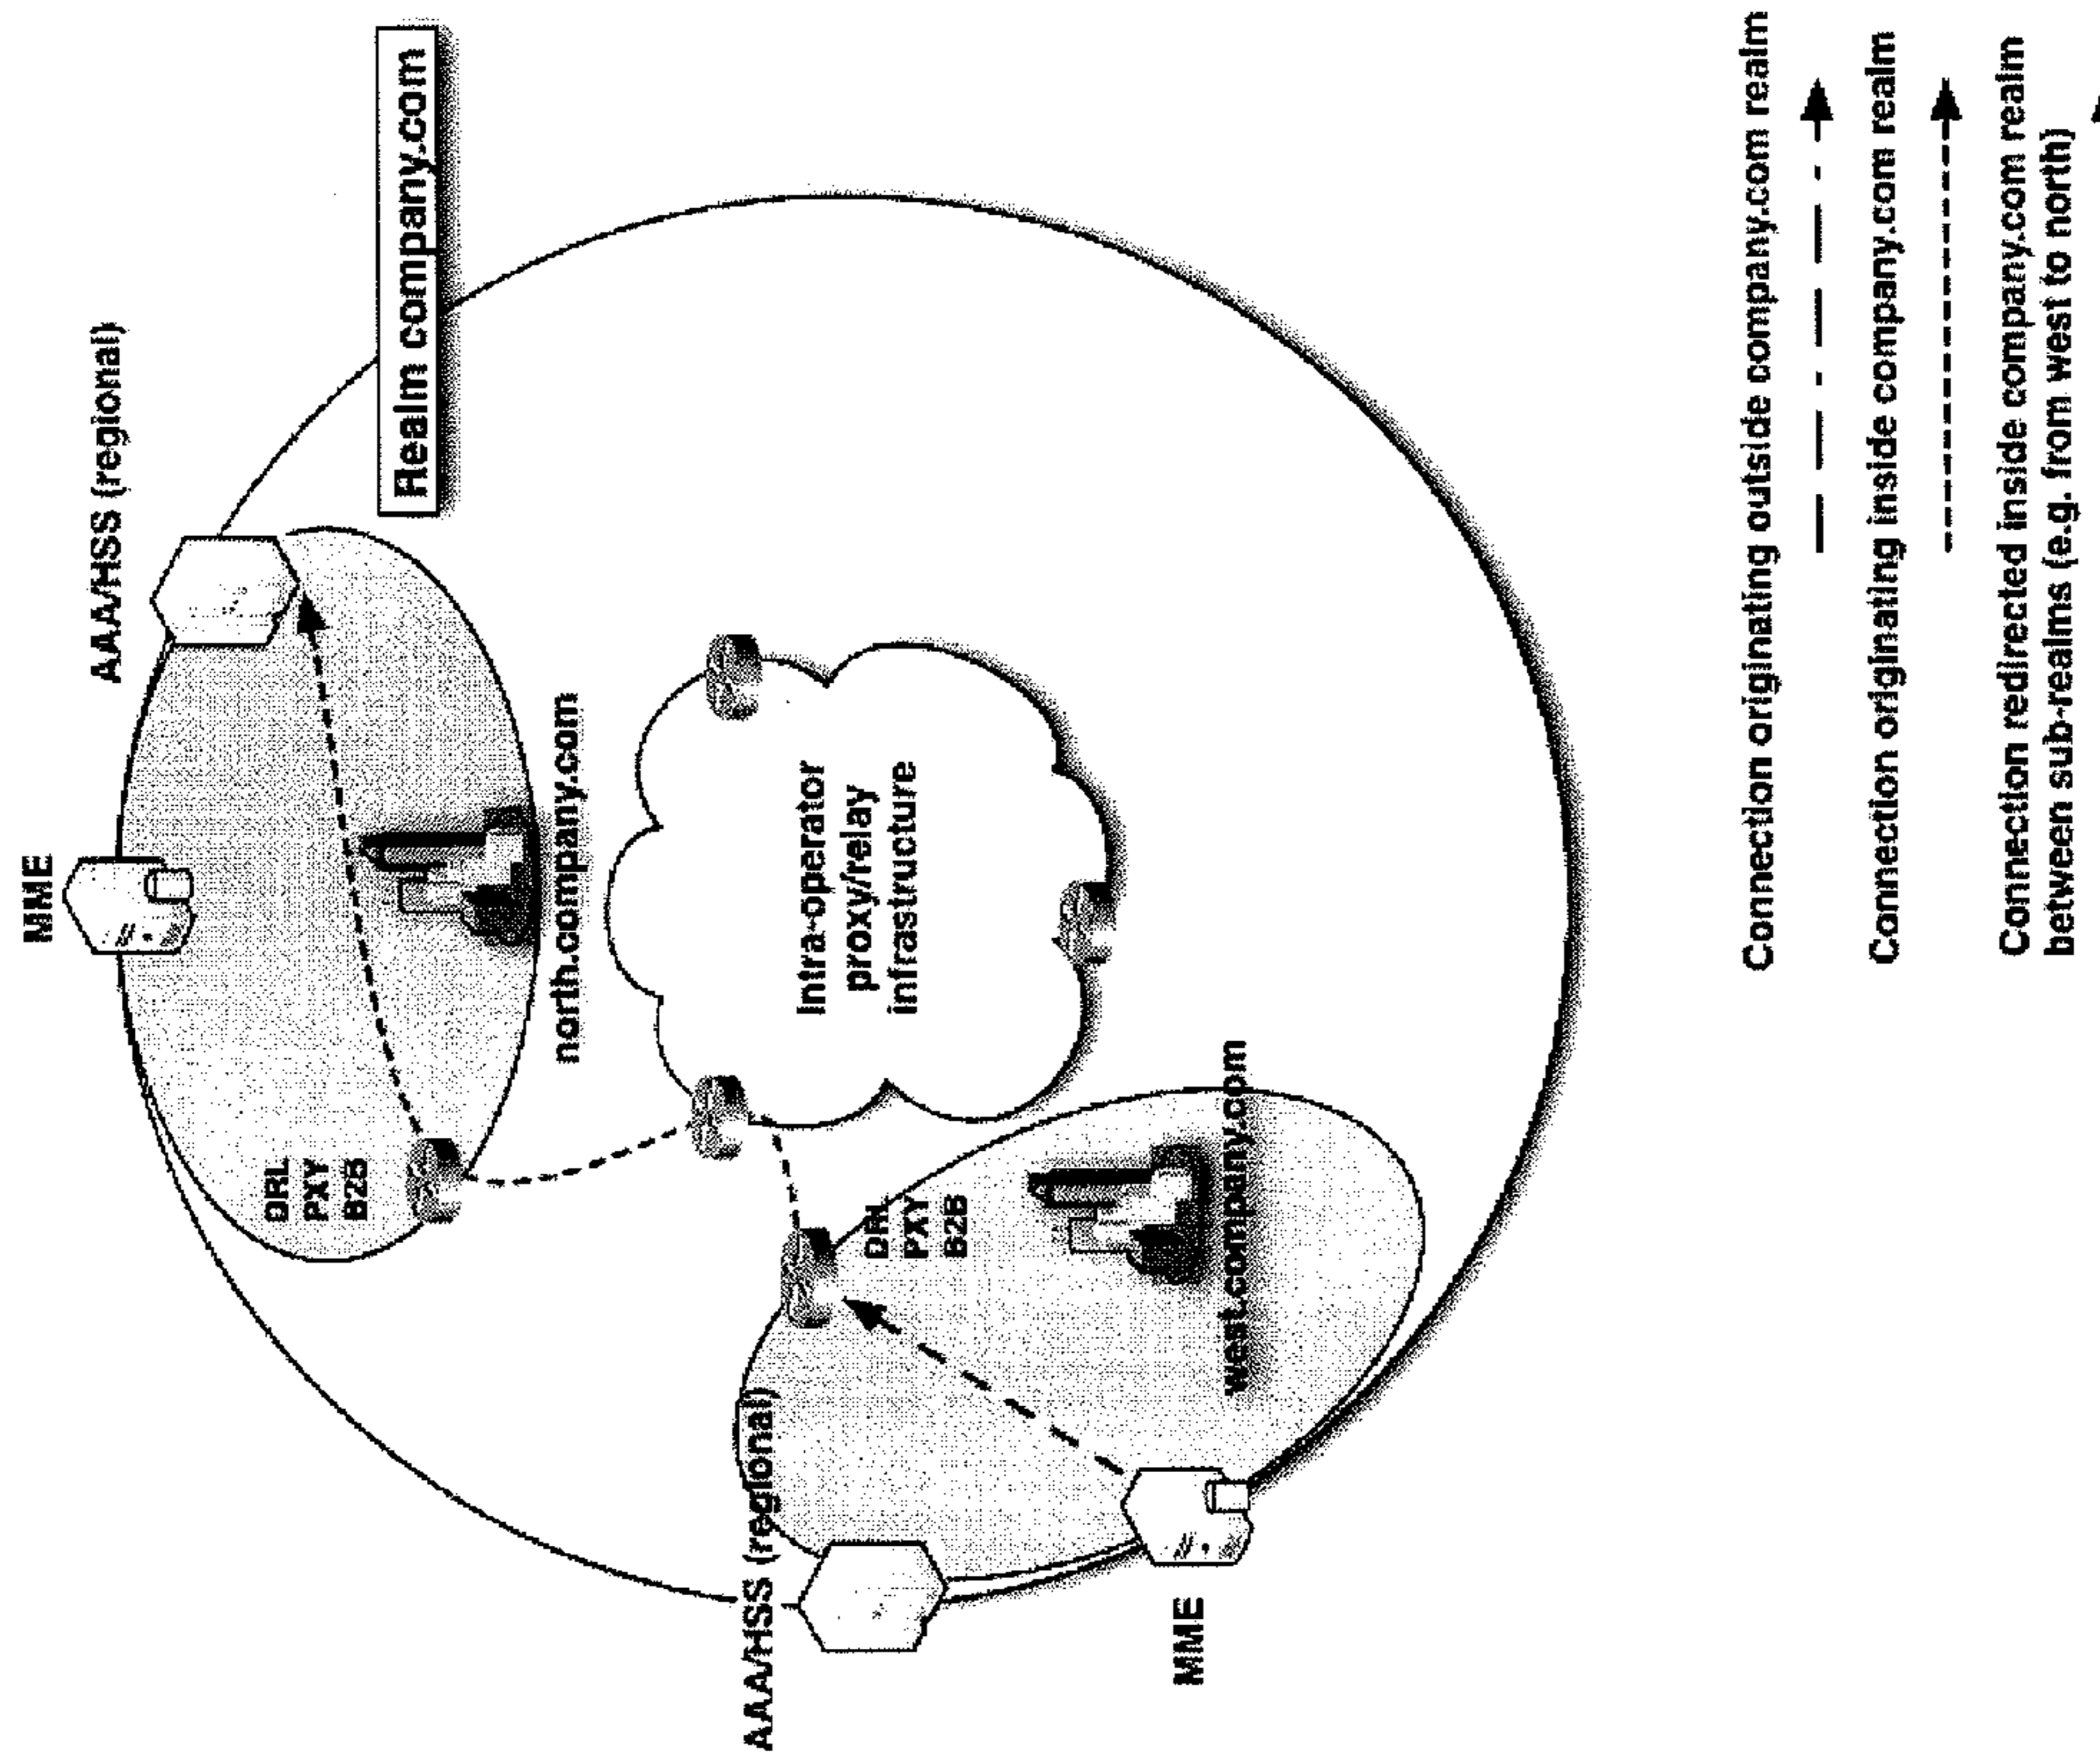 MME
AAA/HSS (regional)
Realm company.com
DRL
PXY
B2B
north.company.com
Intra-operator
proxy/relay
infrastructure
AAA/HSS (regional)
DRL
PXY
B2B
west.company.com
MME
Connection originating outside company.com realm
Connection originating inside company.com realm
Connection redirected inside company.com realm
between sub-realms (e.g. from west to north)